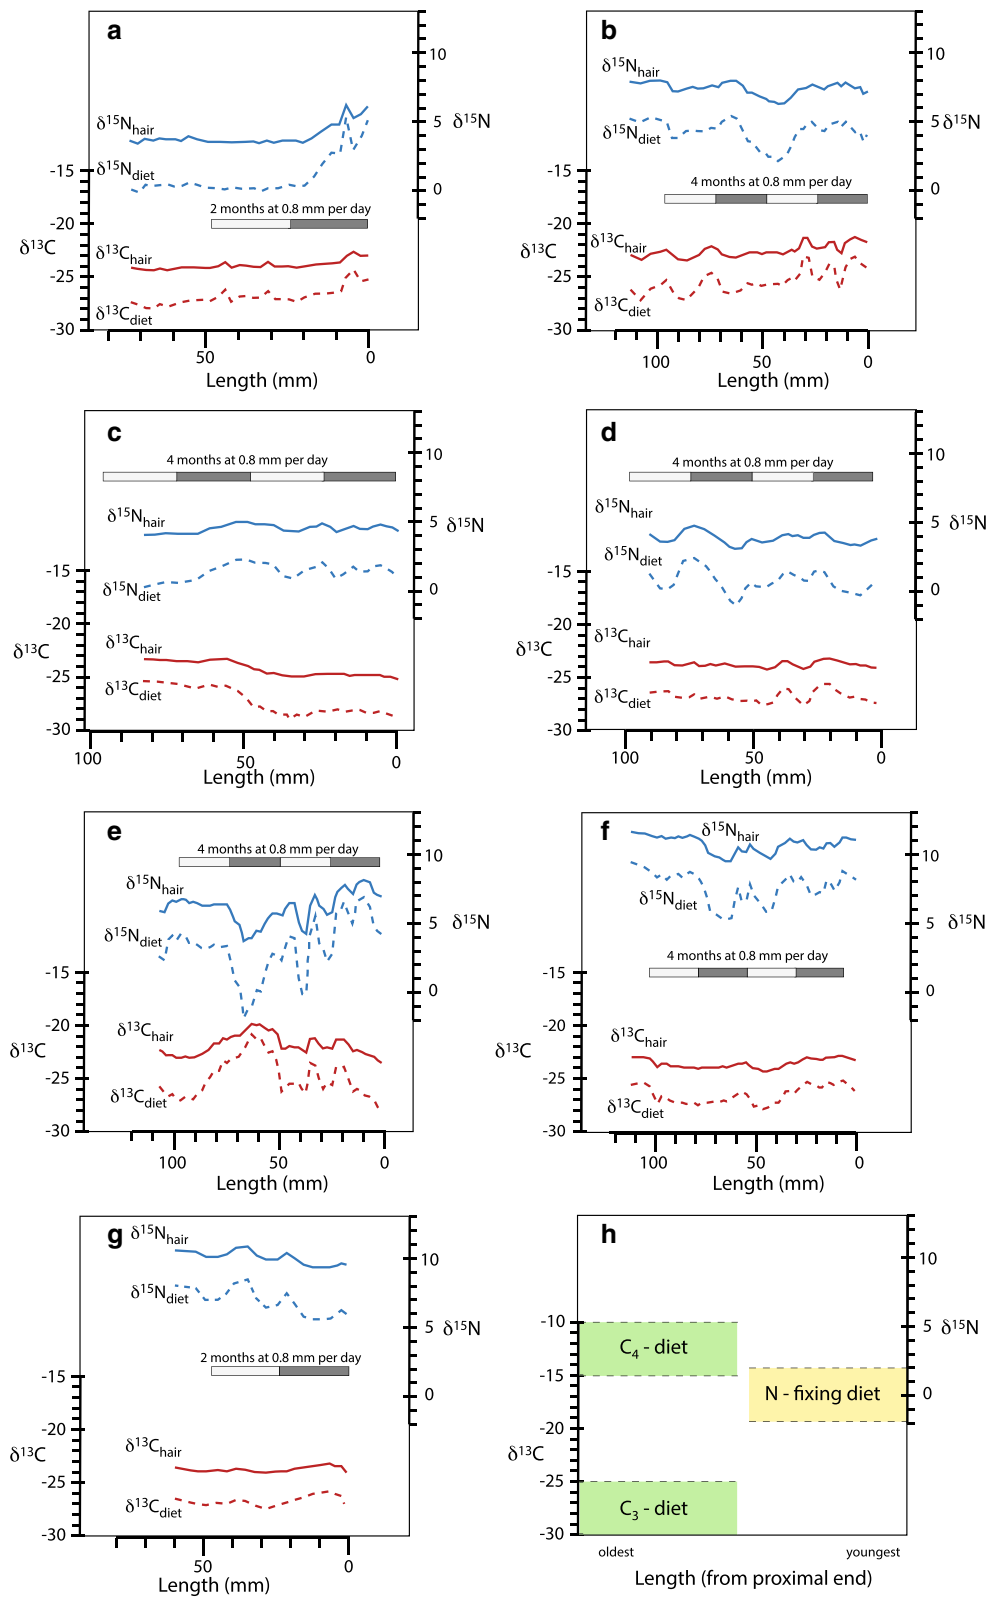 a
δ15Nhair
δ15Ndiet
2 months at 0.8 mm per day
δ13Chair
δ13Cdiet
10
5
0
δ15N
-15
-20
-25
-30
δ13C
50
0
Length (mm)
b
δ15Nhair
δ15Ndiet
4 months at 0.8 mm per day
δ13Chair
δ13Cdiet
10
5
0
δ15N
-15
-20
-25
-30
δ13C
100
50
0
Length (mm)
c
4 months at 0.8 mm per day
δ15Nhair
δ15Ndiet
δ13Chair
δ13Cdiet
10
5
0
δ15N
-15
-20
-25
-30
δ13C
100
50
0
Length (mm)
d
4 months at 0.8 mm per day
δ15Nhair
δ15Ndiet
δ13Chair
δ13Cdiet
10
5
0
δ15N
-15
-20
-25
-30
δ13C
100
50
0
Length (mm)
e
4 months at 0.8 mm per day
δ15Nhair
δ15Ndiet
δ13Chair
δ13Cdiet
10
5
0
δ15N
-15
-20
-25
-30
δ13C
100
50
0
Length (mm)
f
δ15Nhair
δ15Ndiet
4 months at 0.8 mm per day
δ13Chair
δ13Cdiet
10
5
0
δ15N
-15
-20
-25
-30
δ13C
100
50
0
Length (mm)
g
δ15Nhair
δ15Ndiet
2 months at 0.8 mm per day
δ13Chair
δ13Cdiet
10
5
0
δ15N
-15
-20
-25
-30
δ13C
50
0
Length (mm)
h
C4 - diet
N - fixing diet
C3 - diet
10
5
0
δ15N
-10
-15
-20
-25
-30
δ13C
oldest
youngest
Length (from proximal end)